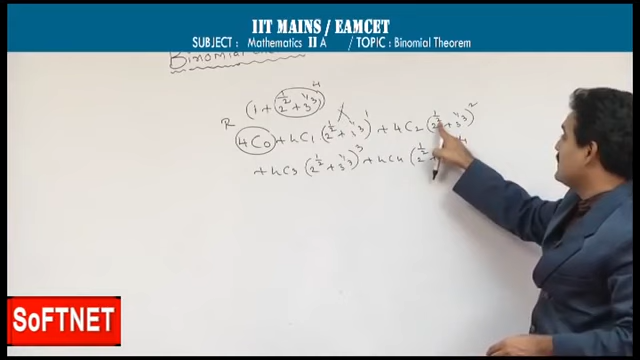 IIT MAINS / EAMCET
SUBJECT : Mathematics II A / TOPIC : Binomial Theorem
Binomial
(1 + 2^{1/2} + 3^{1/3})^4
R
4C0 + 4C1 (2^{1/2} + 3^{1/3})^1 + 4C2 (2^{1/2} + 3^{1/3})^2
+ 4C3 (2^{1/2} + 3^{1/3})^3 + 4C4 (2^{1/2} +
SoFTNET